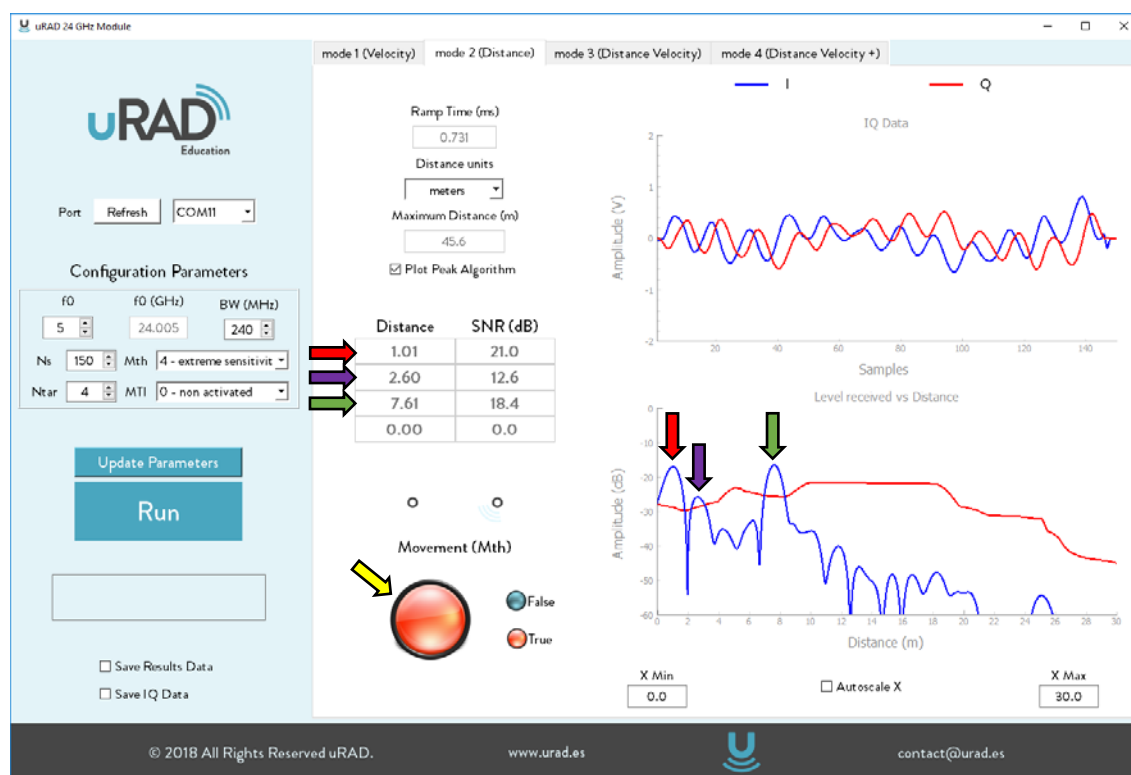 uRAD 24 GHz Module
mode 1 (Velocity) mode 2 (Distance) mode 3 (Distance Velocity) mode 4 (Distance Velocity +)
uRAD
Education
Port Refresh COM11
Configuration Parameters
f0 f0 (GHz) BW (MHz)
5 24.005 240
Ns 150 Mth 4 - extreme sensitivit
Ntar 4 MTI 0 - non activated
Update Parameters
Run
Save Results Data
Save IQ Data
Ramp Time (ms)
0.731
Distance units
meters
Maximum Distance (m)
45.6
Plot Peak Algorithm
Distance SNR (dB)
1.01 21.0
2.60 12.6
7.61 18.4
0.00 0.0
Movement (Mth)
False
True
I Q
IQ Data
Amplitude (V)
2
1
0
-1
-2
20 40 60 80 100 120 140
Samples
Level received vs Distance
Amplitude (dB)
0
-10
-20
-30
-40
-50
-60
0 2 4 6 8 10 12 14 16 18 20 22 24 26 28 30
Distance (m)
X Min Autoscale X X Max
0.0 30.0
© 2018 All Rights Reserved uRAD. www.urad.es contact@urad.es